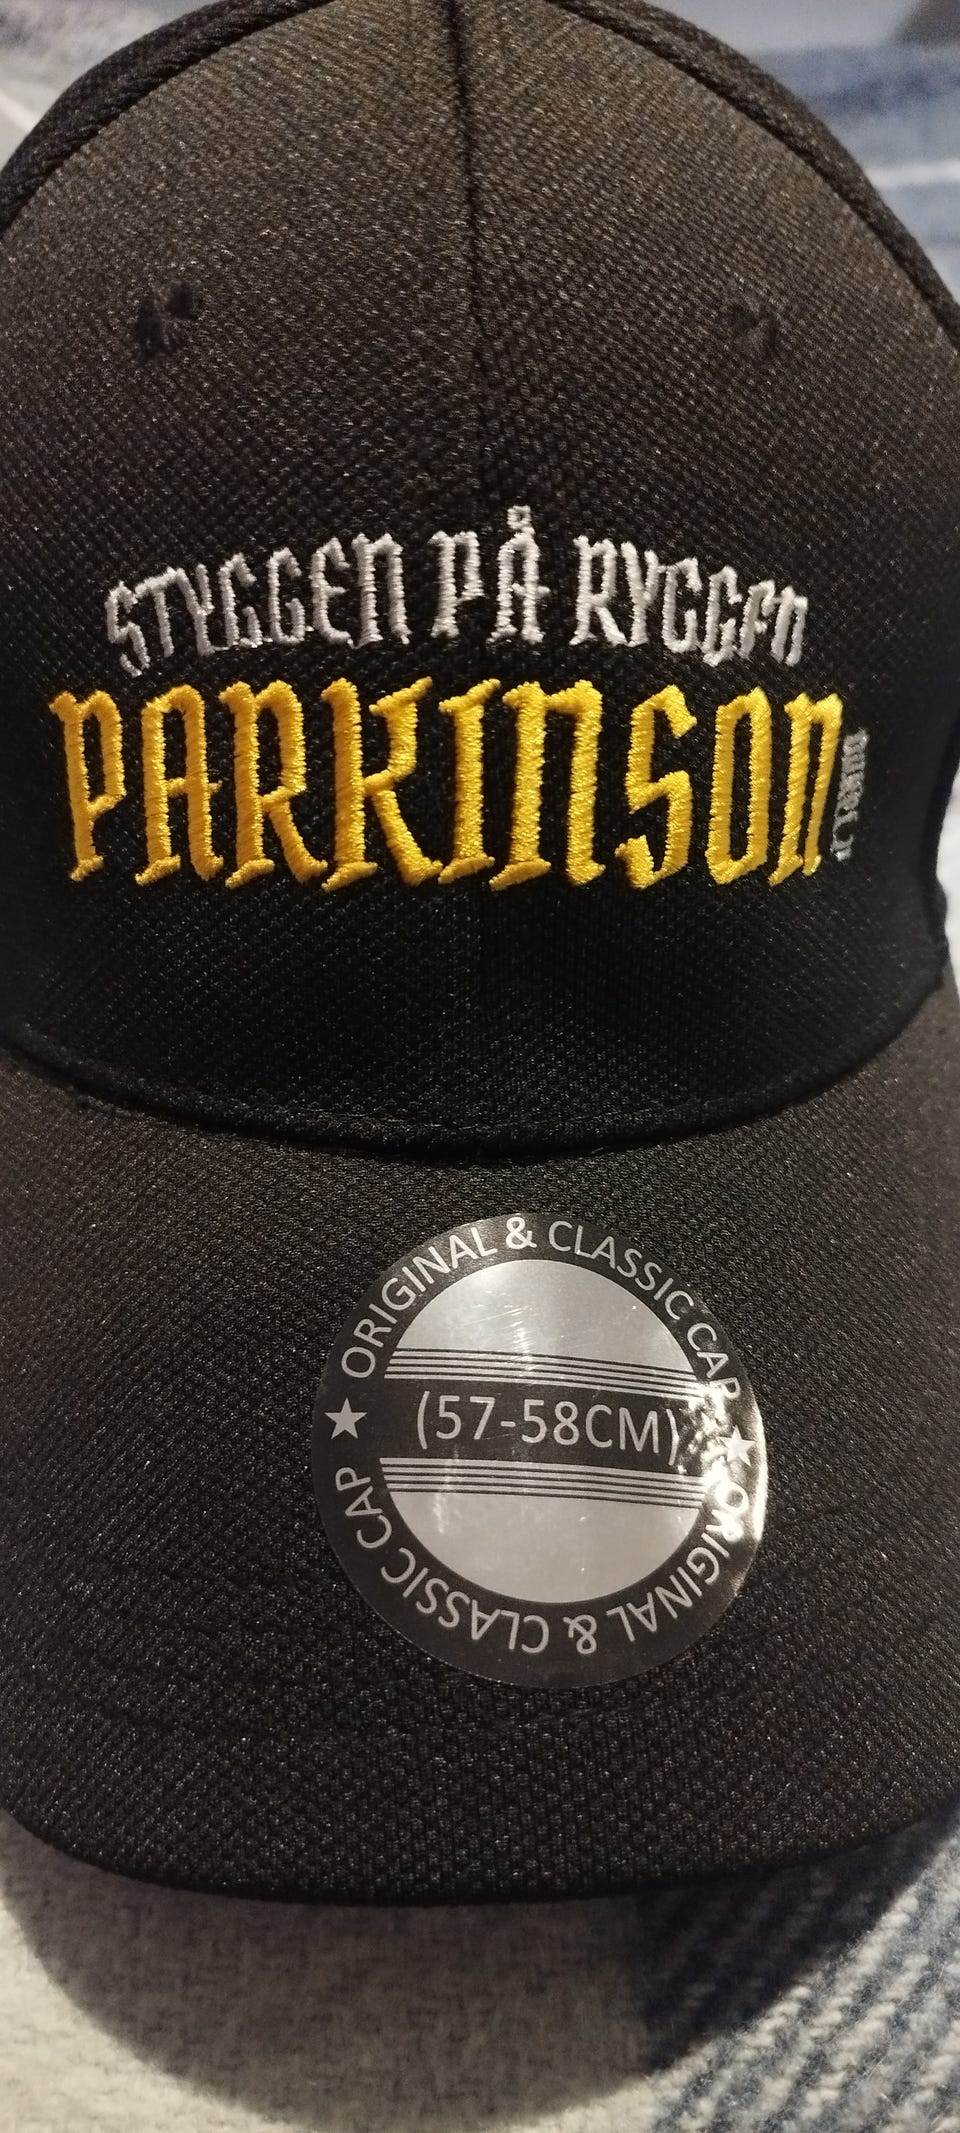 STYGGEN PÅ RYGGEN
PARKINSON
ORIGINAL & CLASSIC CAP ★
(57-58CM)
ORIGINAL & CLASSIC CAP ★